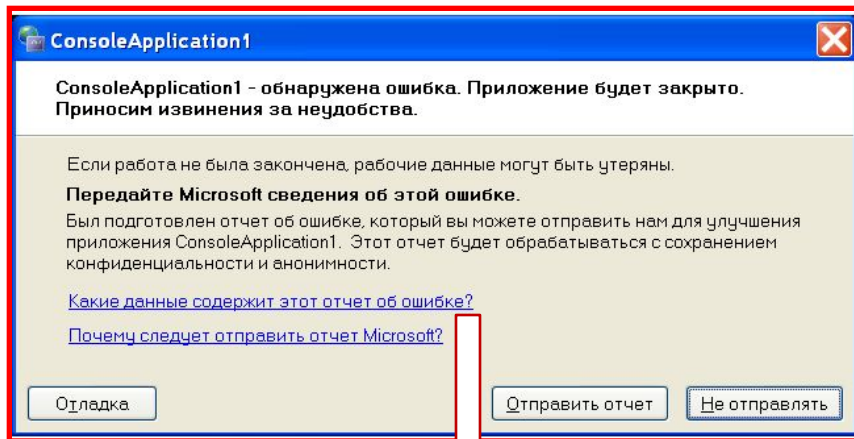 ConsoleApplication1
ConsoleApplication1 - обнаружена ошибка. Приложение будет закрыто.
Приносим извинения за неудобства.
Если работа не была закончена, рабочие данные могут быть утеряны.
Передайте Microsoft сведения об этой ошибке.
Был подготовлен отчет об ошибке, который вы можете отправить нам для улучшения
приложения ConsoleApplication1. Этот отчет будет обрабатываться с сохранением
конфиденциальности и анонимности.
Какие данные содержит этот отчет об ошибке?
Почему следует отправить отчет Microsoft?
Отладка
Отправить отчет
Не отправлять